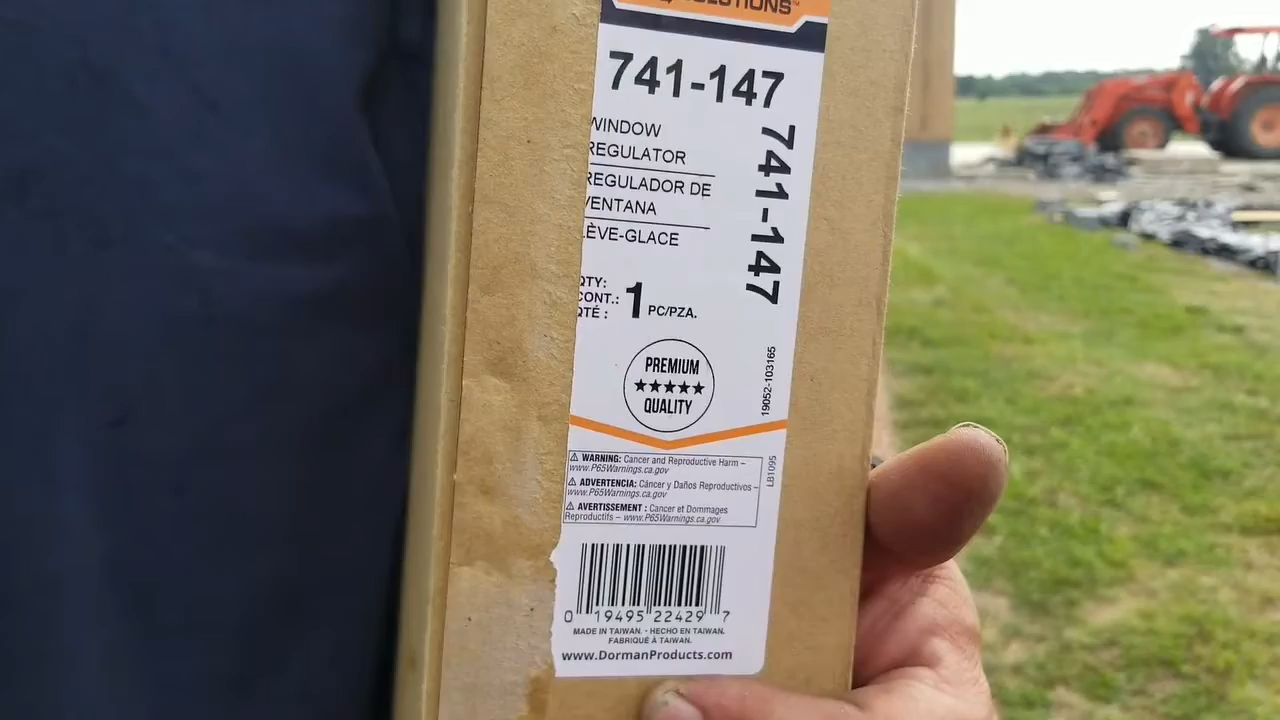 741-147
WINDOW
REGULATOR
REGULADOR DE
VENTANA
LÈVE-GLACE
741-147
QTY:
CONT.: 1 PC/PZA.
QTÉ :
PREMIUM
★★★★★
QUALITY
19052-103165
⚠ WARNING: Cancer and Reproductive Harm –
www.P65Warnings.ca.gov
⚠ ADVERTENCIA: Cáncer y Daños Reproductivos –
www.P65Warnings.ca.gov
⚠ AVERTISSEMENT : Cancer et Dommages
Reproductifs – www.P65Warnings.ca.gov
LB1095
0 19495 22429 7
MADE IN TAIWAN. - HECHO EN TAIWAN.
FABRIQUÉ À TAIWAN.
www.DormanProducts.com